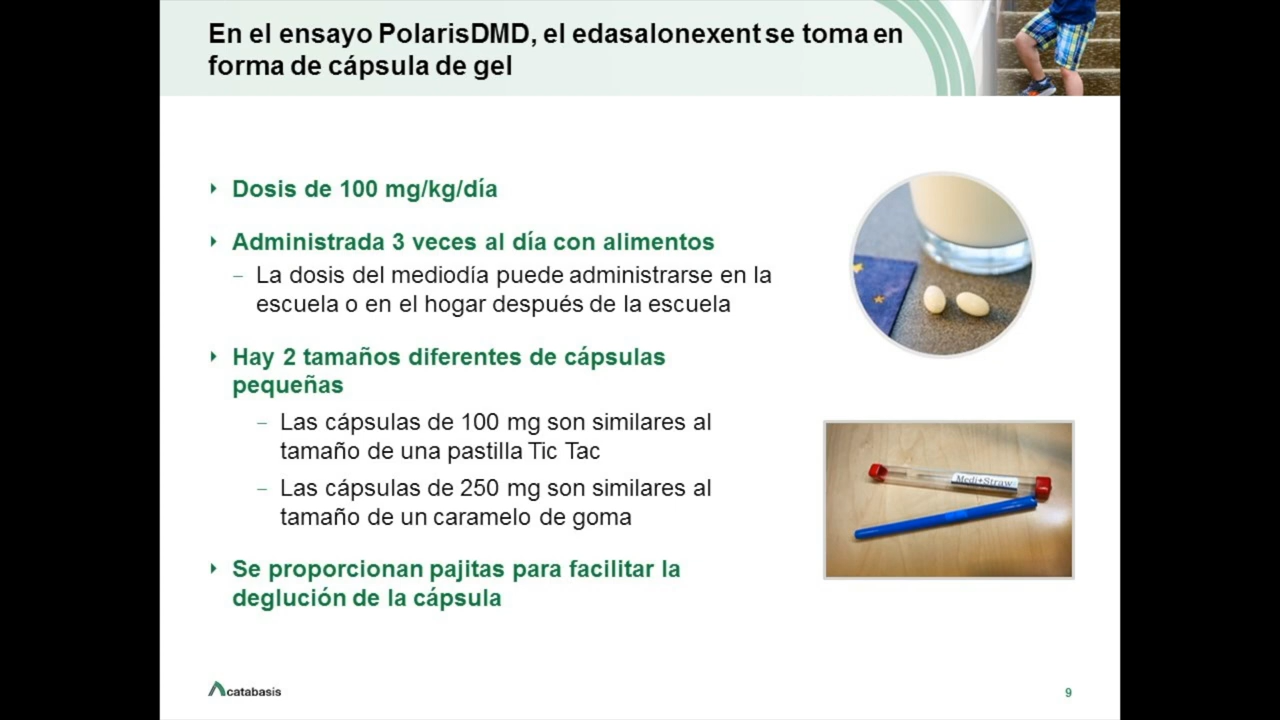 En el ensayo PolarisDMD, el edasalonexent se toma en
forma de cápsula de gel
Dosis de 100 mg/kg/día
Administrada 3 veces al día con alimentos
– La dosis del mediodía puede administrarse en la
escuela o en el hogar después de la escuela
Hay 2 tamaños diferentes de cápsulas
pequeñas
– Las cápsulas de 100 mg son similares al
tamaño de una pastilla Tic Tac
– Las cápsulas de 250 mg son similares al
tamaño de un caramelo de goma
Se proporcionan pajitas para facilitar la
deglución de la cápsula
Medi+Straw
catabasis
9